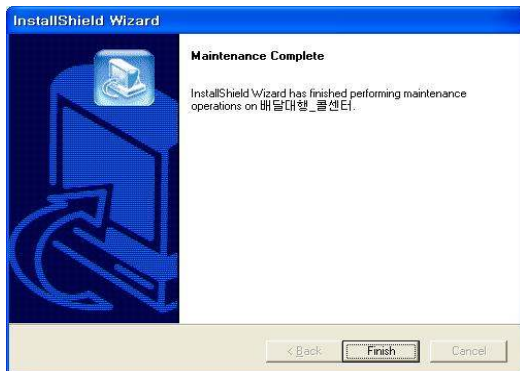 InstallShield Wizard
Maintenance Complete
InstallShield Wizard has finished performing maintenance
operations on 배달대행_콜센터.
< Back
Finish
Cancel